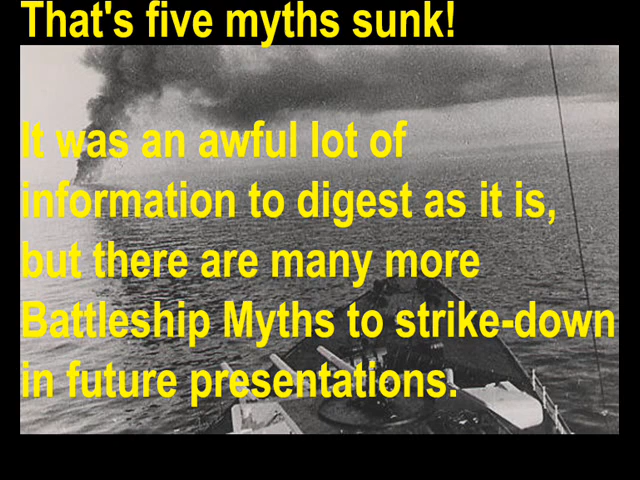 That's five myths sunk!
It was an awful lot of
information to digest as it is,
but there are many more
Battleship Myths to strike-down
in future presentations.